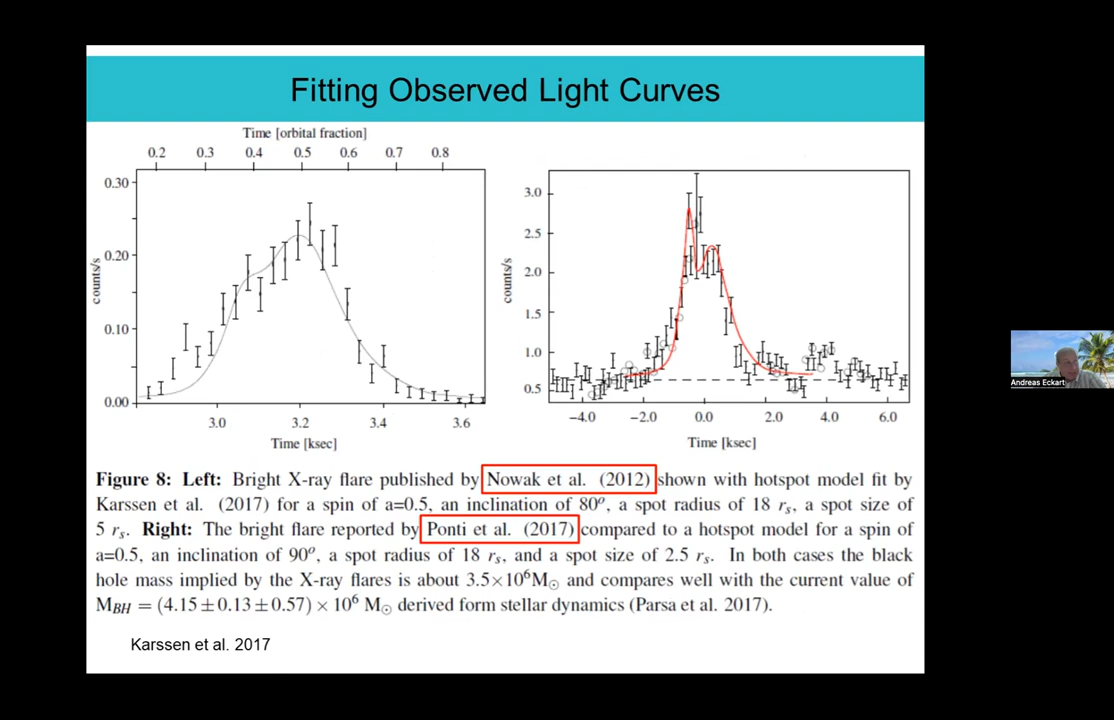 Fitting Observed Light Curves
Time [orbital fraction]
0.2 0.3 0.4 0.5 0.6 0.7 0.8
0.30
0.20
0.10
0.00
counts/s
3.0 3.2 3.4 3.6
Time [ksec]
3.0
2.5
2.0
1.5
1.0
0.5
counts/s
−4.0 −2.0 0.0 2.0 4.0 6.0
Time [ksec]
Figure 8: Left: Bright X-ray flare published by Nowak et al. (2012) shown with hotspot model fit by
Karssen et al. (2017) for a spin of a=0.5, an inclination of 80º, a spot radius of 18 rₛ, a spot size of
5 rₛ. Right: The bright flare reported by Ponti et al. (2017) compared to a hotspot model for a spin of
a=0.5, an inclination of 90º, a spot radius of 18 rₛ, and a spot size of 2.5 rₛ. In both cases the black
hole mass implied by the X-ray flares is about 3.5×10⁶M⊙ and compares well with the current value of
M_BH = (4.15±0.13±0.57) × 10⁶ M⊙ derived form stellar dynamics (Parsa et al. 2017).
Karssen et al. 2017
Andreas Eckart